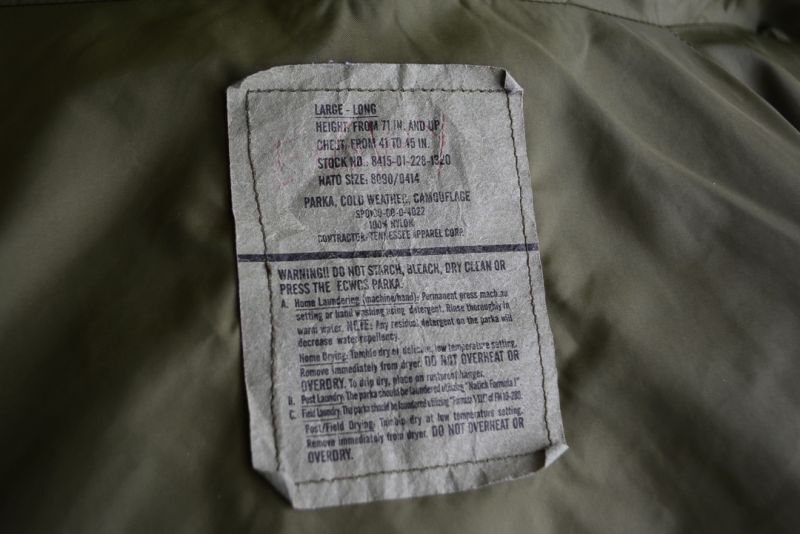 LARGE - LONG
HEIGHT, FROM 71 IN. AND UP
CHEST, FROM 41 TO 45 IN.
STOCK NO.: 8415-01-228-1320
NATO SIZE: 8090/0414
PARKA, COLD WEATHER, CAMOUFLAGE
100% NYLON
CONTRACTOR: TENNESSEE APPAREL CORP.
WARNING!! DO NOT STARCH, BLEACH, DRY CLEAN OR
PRESS THE ECWCS PARKA.
A. Home Laundering (machine/hand): Permanent press
setting or hand washing using detergent. Rinse thoroughly in
warm water. NOTE: Any residual detergent on the parka will
decrease water repellency.
Home Drying: Tumble dry at delicate, low temperature setting.
Remove immediately from dryer. DO NOT OVERHEAT OR
OVERDRY. To drip dry, place on rustproof hanger.
B. Post Laundry. The parka should be laundered utilizing "Natick Formula I"
C. Field Laundry. The parka should be laundered utilizing "Formula of FM 10-280.
Post/Field Drying: Tumble dry at low temperature setting.
Remove immediately from dryer. DO NOT OVERHEAT OR
OVERDRY.